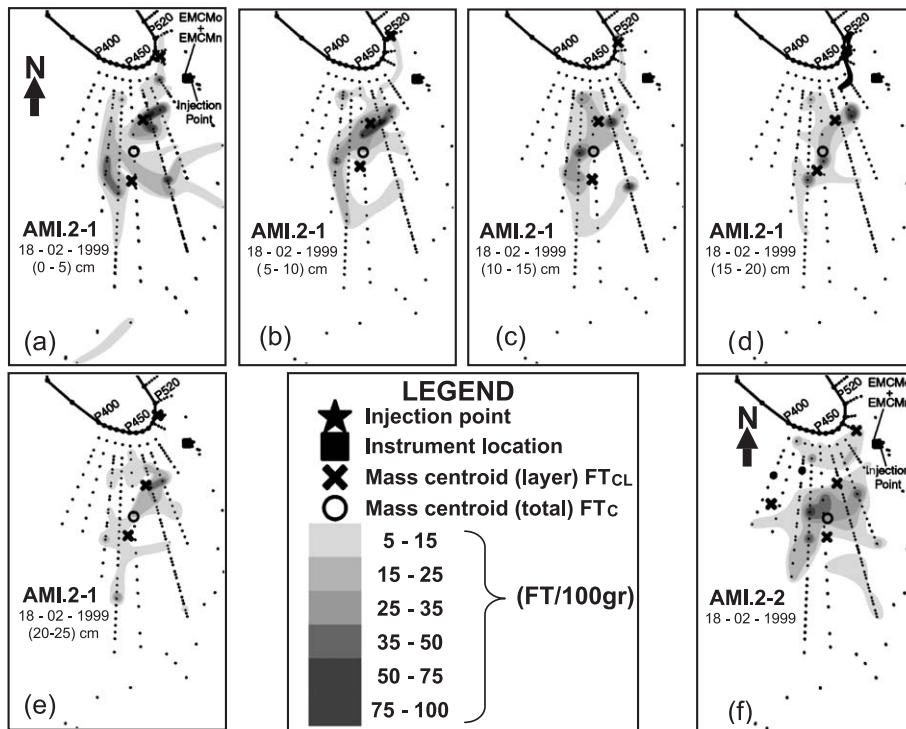 P400
P450
P520
EMCMo
+
EMCMn
Injection
Point
N
AMI.2-1
18 - 02 - 1999
(0 - 5) cm
(a)
P400
P450
P520
AMI.2-1
18 - 02 - 1999
(5 - 10) cm
(b)
P400
P450
P520
AMI.2-1
18 - 02 - 1999
(10 - 15) cm
(c)
P400
P450
P520
AMI.2-1
18 - 02 - 1999
(15 - 20) cm
(d)
P400
P450
P520
AMI.2-1
18 - 02 - 1999
(20-25) cm
(e)
LEGEND
Injection point
Instrument location
Mass centroid (layer) FTCL
Mass centroid (total) FTC
5 - 15
15 - 25
25 - 35
35 - 50
50 - 75
75 - 100
(FT/100gr)
P400
P450
P520
EMCMo
+
EMCMn
Injection
Point
N
AMI.2-2
18 - 02 - 1999
(f)